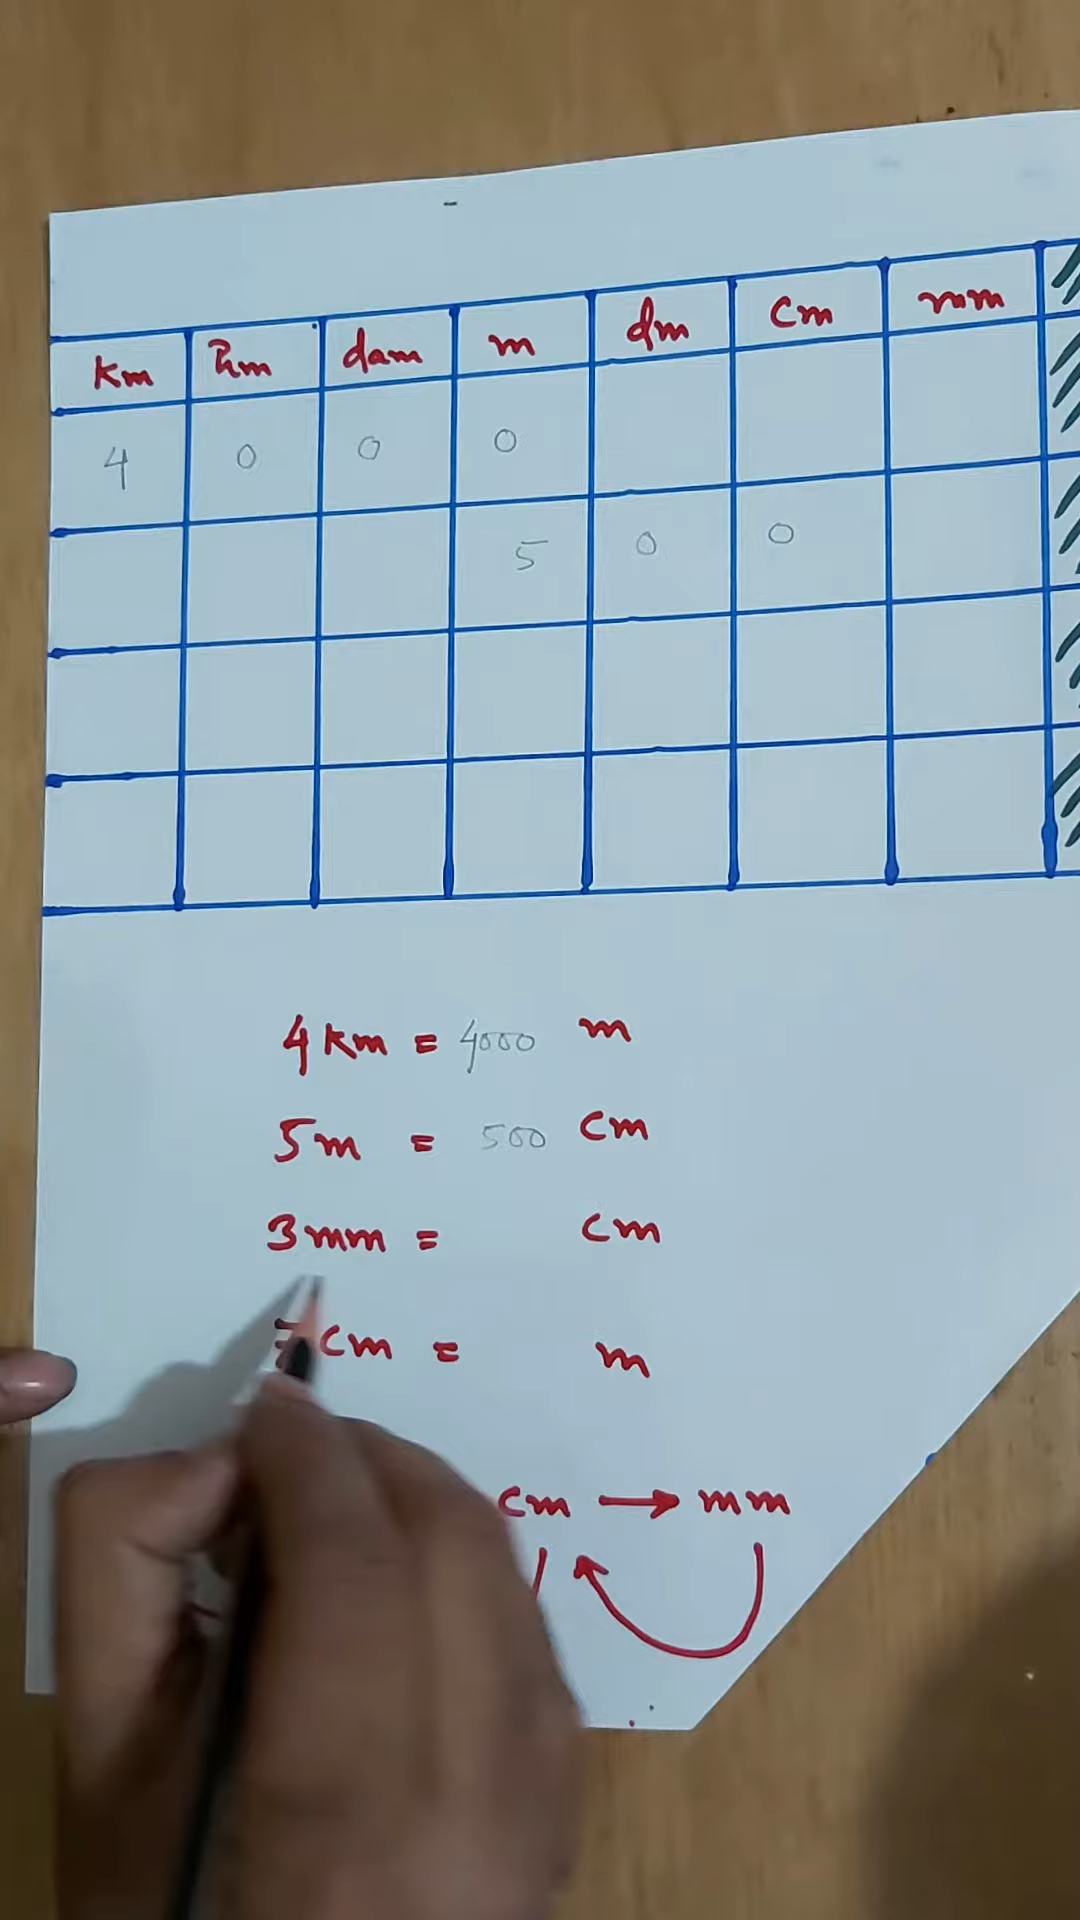 km hm dam m dm cm mm
4 0 0 0
5 0 0
4 km = 4000 m
5 m = 500 cm
3 mm = cm
cm = m
cm → mm